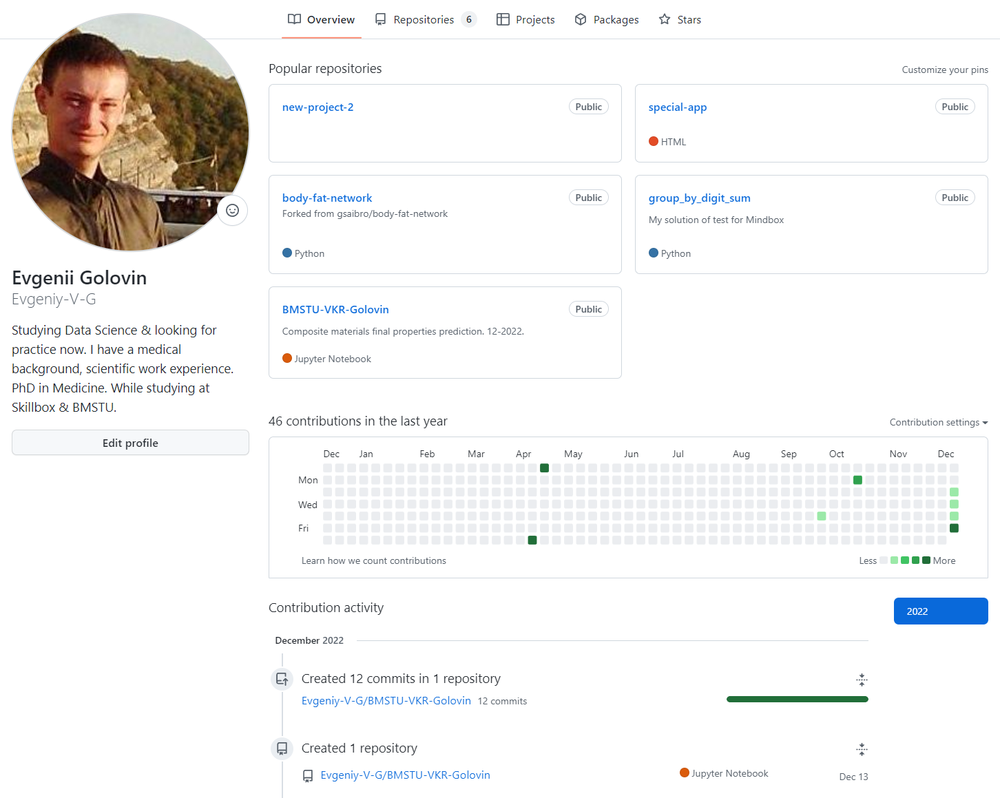 Overview
Repositories 6
Projects
Packages
Stars
Evgenii Golovin
Evgeniy-V-G
Studying Data Science & looking for
practice now. I have a medical
background, scientific work experience.
PhD in Medicine. While studying at
Skillbox & BMSTU.
Edit profile
Popular repositories
Customize your pins
new-project-2
Public
special-app
Public
HTML
body-fat-network
Public
Forked from gsaibro/body-fat-network
Python
group_by_digit_sum
Public
My solution of test for Mindbox
Python
BMSTU-VKR-Golovin
Public
Composite materials final properties prediction. 12-2022.
Jupyter Notebook
46 contributions in the last year
Contribution settings
Dec Jan Feb Mar Apr May Jun Jul Aug Sep Oct Nov Dec
Mon
Wed
Fri
Learn how we count contributions
Less
More
Contribution activity
2022
December 2022
Created 12 commits in 1 repository
Evgeniy-V-G/BMSTU-VKR-Golovin 12 commits
Created 1 repository
Evgeniy-V-G/BMSTU-VKR-Golovin
Jupyter Notebook
Dec 13